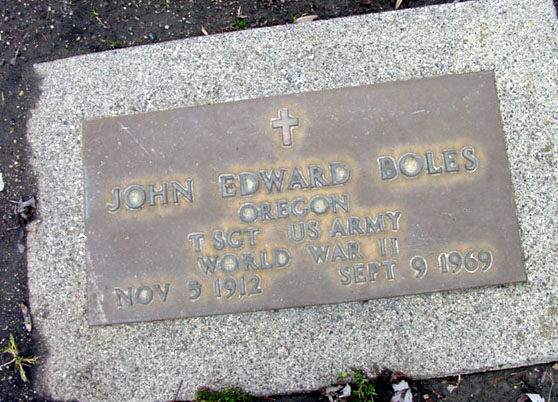 JOHN EDWARD BOLES
OREGON
T SGT US ARMY
WORLD WAR II
NOV 5 1912 SEPT 9 1969